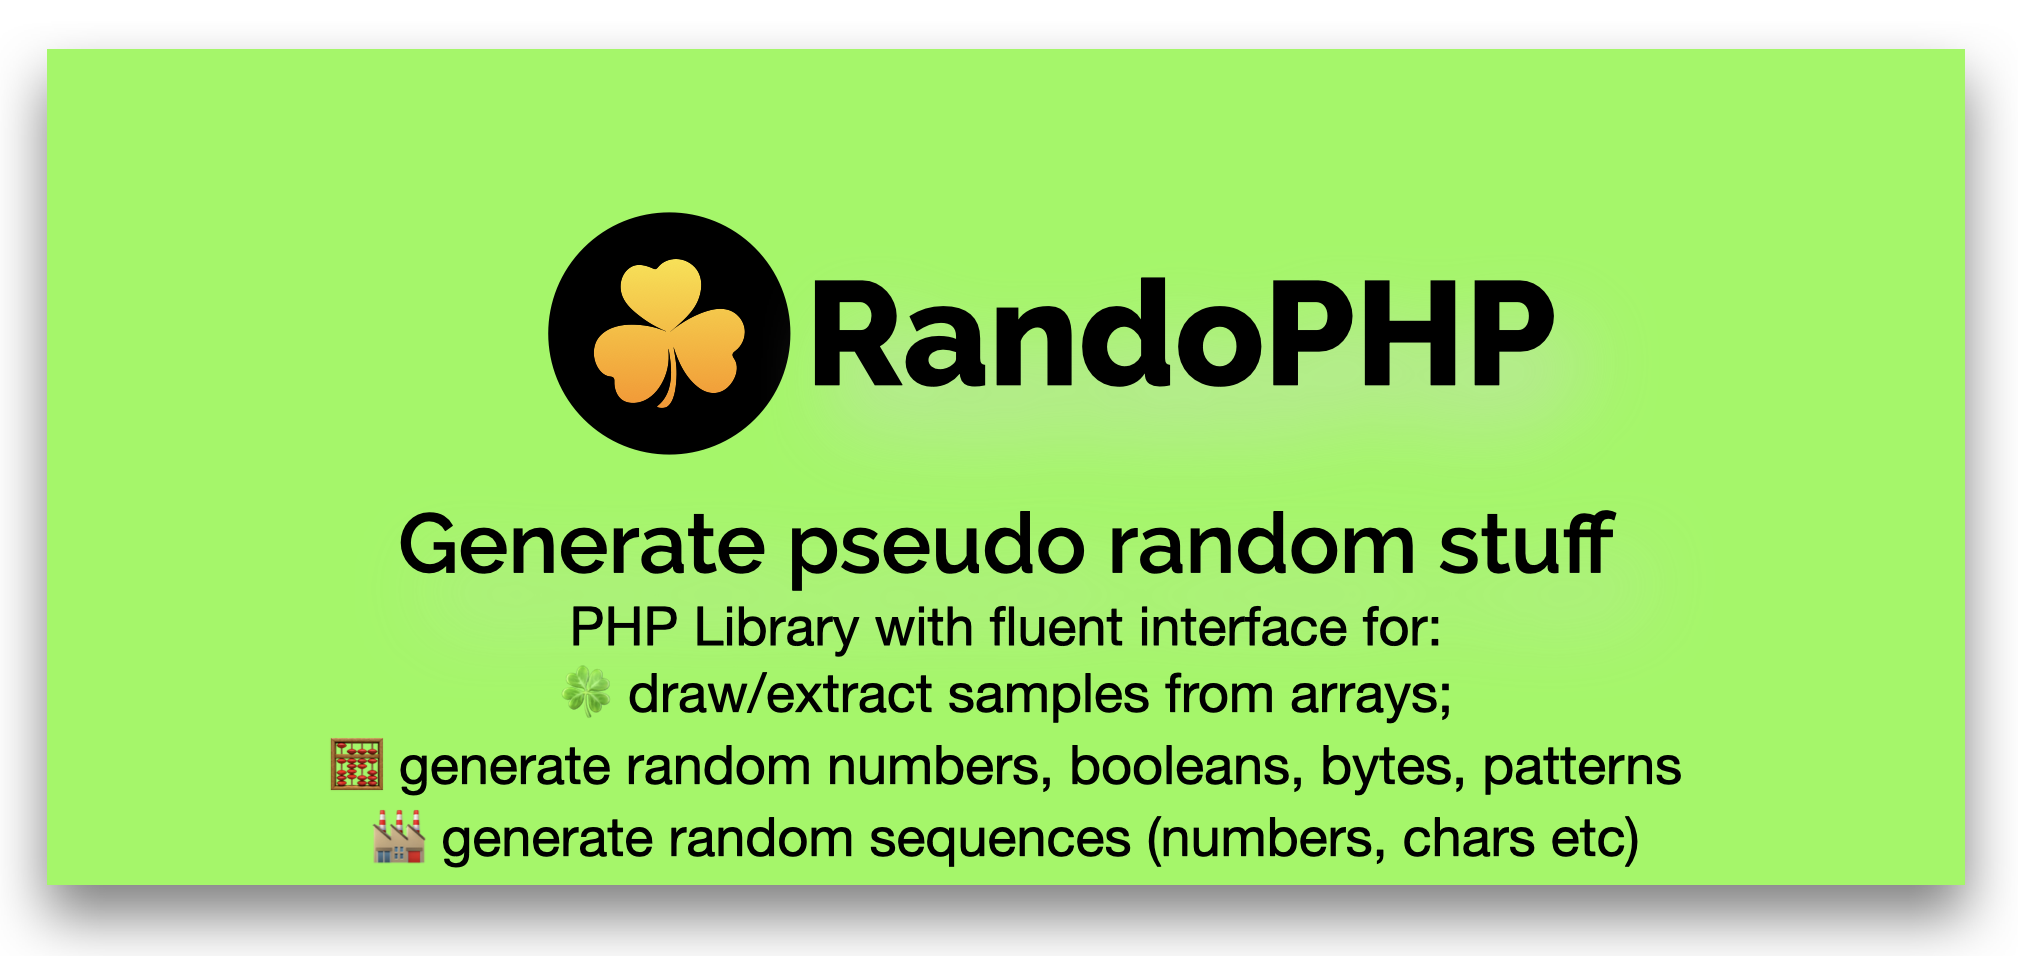 RandoPHP
Generate pseudo random stuff
PHP Library with fluent interface for:
🍀 draw/extract samples from arrays;
🧮 generate random numbers, booleans, bytes, patterns
🏭 generate random sequences (numbers, chars etc)